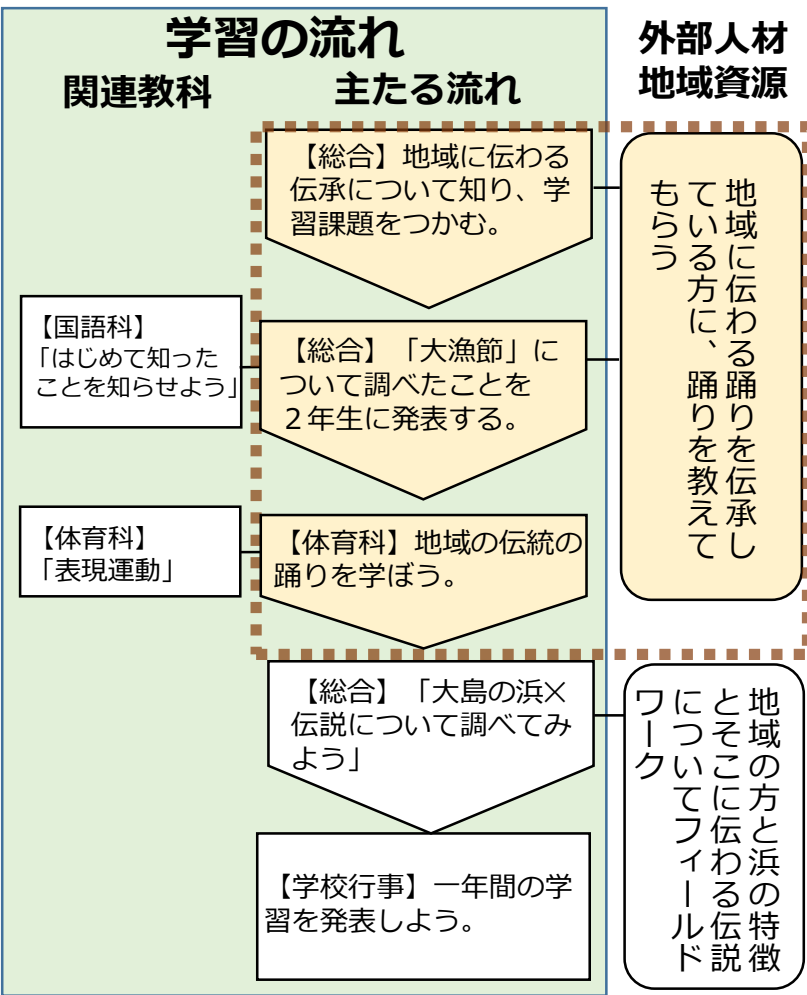 学習の流れ
関連教科
主たる流れ
外部人材
地域資源
【総合】地域に伝わる
伝承について知り、学
習課題をつかむ。
地域に伝わる踊りを伝承し
ている方に、踊りを教えて
もらう
【国語科】
「はじめて知った
ことを知らせよう」
【総合】「大漁節」に
ついて調べたことを
２年生に発表する。
【体育科】
「表現運動」
【体育科】地域の伝統の
踊りを学ぼう。
【総合】「大島の浜×
伝説について調べてみ
よう」
地域の方と浜の特徴
とそこに伝わる伝説
についてフィールド
ワーク
【学校行事】一年間の学
習を発表しよう。